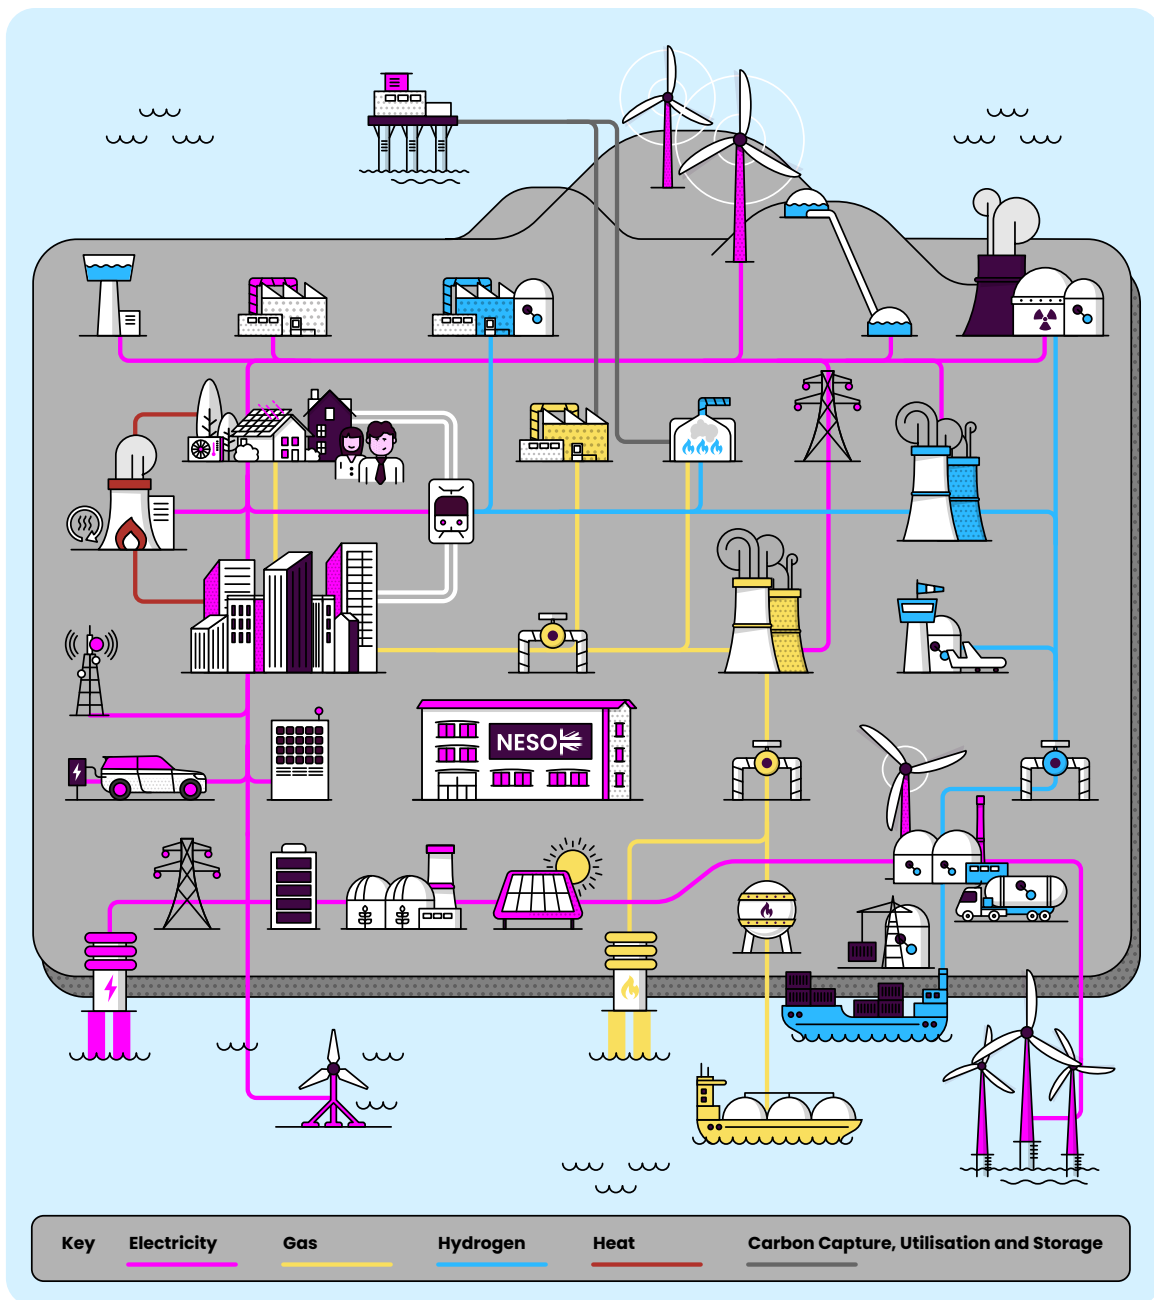 NESO
Key
Electricity
Gas
Hydrogen
Heat
Carbon Capture, Utilisation and Storage